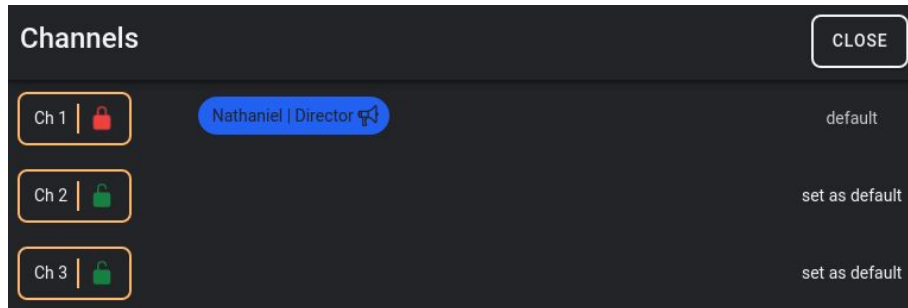 Channels
CLOSE
Ch 1
Nathaniel | Director
default
Ch 2
set as default
Ch 3
set as default